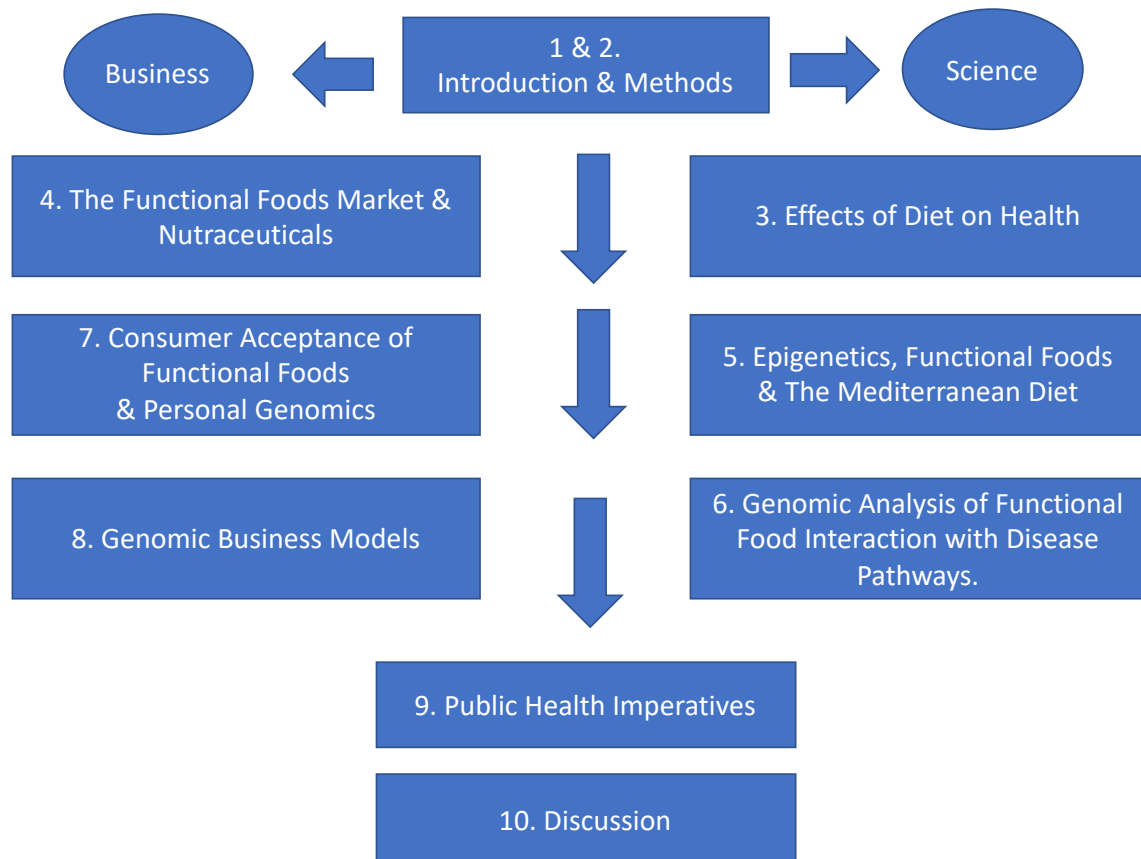 Business
1 & 2.
Introduction & Methods
Science
4. The Functional Foods Market &
Nutraceuticals
3. Effects of Diet on Health
7. Consumer Acceptance of
Functional Foods
& Personal Genomics
5. Epigenetics, Functional Foods
& The Mediterranean Diet
8. Genomic Business Models
6. Genomic Analysis of Functional
Food Interaction with Disease
Pathways.
9. Public Health Imperatives
10. Discussion